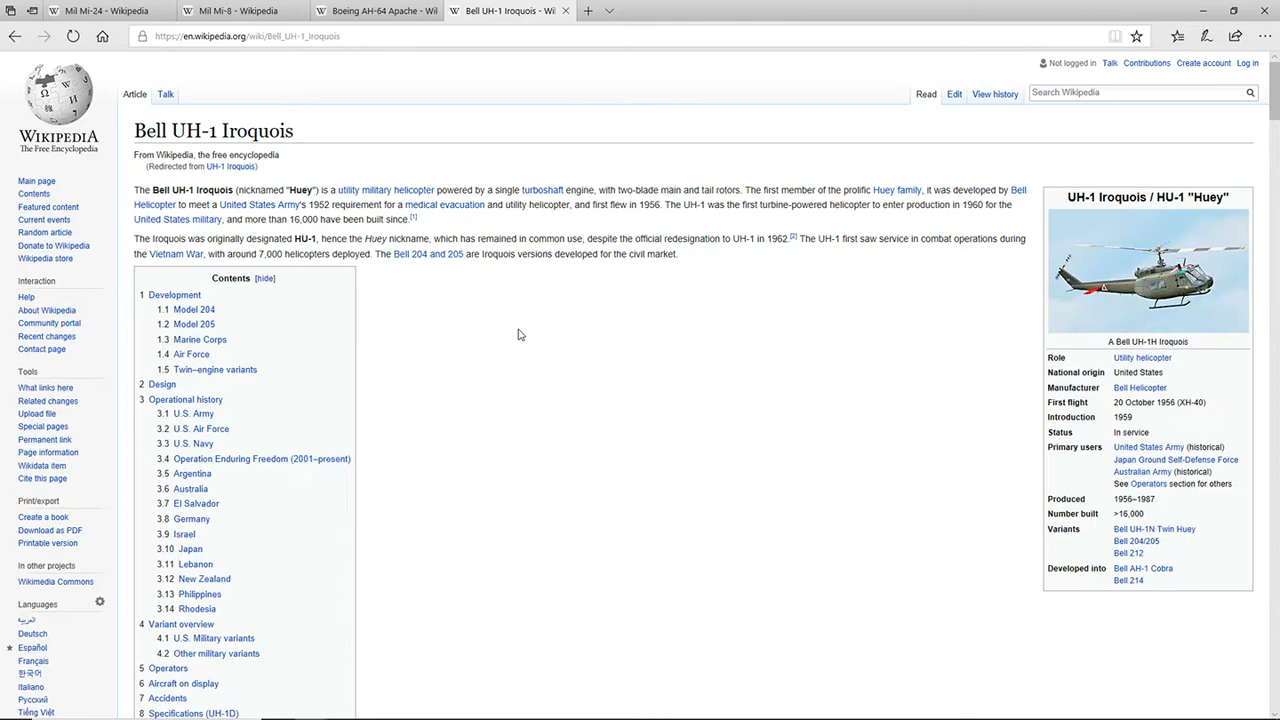 Mil Mi-24 - Wikipedia
Mil Mi-8 - Wikipedia
Boeing AH-64 Apache - Wil
Bell UH-1 Iroquois - Wi
https://en.wikipedia.org/wiki/Bell_UH-1_Iroquois
Not logged in Talk Contributions Create account Log in
Article Talk
Read Edit View history
Search Wikipedia
WIKIPEDIA
The Free Encyclopedia
Main page
Contents
Featured content
Current events
Random article
Donate to Wikipedia
Wikipedia store
Interaction
Help
About Wikipedia
Community portal
Recent changes
Contact page
Tools
What links here
Related changes
Upload file
Special pages
Permanent link
Page information
Wikidata item
Cite this page
Print/export
Create a book
Download as PDF
Printable version
In other projects
Wikimedia Commons
Languages
العربية
Deutsch
Español
Français
한국어
Italiano
Русский
Tiếng Việt
Bell UH-1 Iroquois
From Wikipedia, the free encyclopedia
(Redirected from UH-1 Iroquois)
The Bell UH-1 Iroquois (nicknamed "Huey") is a utility military helicopter powered by a single turboshaft engine, with two-blade main and tail rotors. The first member of the prolific Huey family, it was developed by Bell
Helicopter to meet a United States Army's 1952 requirement for a medical evacuation and utility helicopter, and first flew in 1956. The UH-1 was the first turbine-powered helicopter to enter production in 1960 for the
United States military, and more than 16,000 have been built since.[1]
The Iroquois was originally designated HU-1, hence the Huey nickname, which has remained in common use, despite the official redesignation to UH-1 in 1962.[2] The UH-1 first saw service in combat operations during
the Vietnam War, with around 7,000 helicopters deployed. The Bell 204 and 205 are Iroquois versions developed for the civil market.
Contents [hide]
1 Development
1.1 Model 204
1.2 Model 205
1.3 Marine Corps
1.4 Air Force
1.5 Twin–engine variants
2 Design
3 Operational history
3.1 U.S. Army
3.2 U.S. Air Force
3.3 U.S. Navy
3.4 Operation Enduring Freedom (2001–present)
3.5 Argentina
3.6 Australia
3.7 El Salvador
3.8 Germany
3.9 Israel
3.10 Japan
3.11 Lebanon
3.12 New Zealand
3.13 Philippines
3.14 Rhodesia
4 Variant overview
4.1 U.S. Military variants
4.2 Other military variants
5 Operators
6 Aircraft on display
7 Accidents
8 Specifications (UH-1D)
UH-1 Iroquois / HU-1 "Huey"
A Bell UH-1H Iroquois
Role Utility helicopter
National origin United States
Manufacturer Bell Helicopter
First flight 20 October 1956 (XH-40)
Introduction 1959
Status In service
Primary users United States Army (historical)
Japan Ground Self-Defense Force
Australian Army (historical)
See Operators section for others
Produced 1956–1987
Number built >16,000
Variants Bell UH-1N Twin Huey
Bell 204/205
Bell 212
Developed into Bell AH-1 Cobra
Bell 214